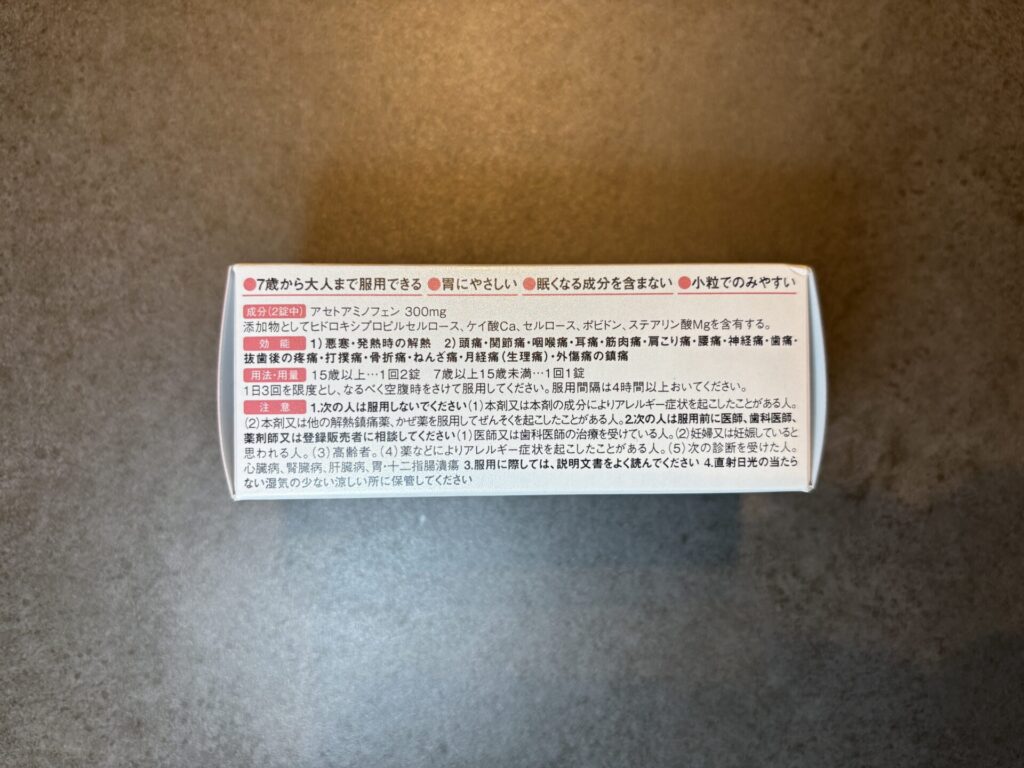 ●7歳から大人まで服用できる ●胃にやさしい ●眠くなる成分を含まない ●小粒でのみやすい
成分(2錠中) アセトアミノフェン 300mg
添加物としてヒドロキシプロピルセルロース、ケイ酸Ca、セルロース、ポビドン、ステアリン酸Mgを含有する。
効能 1)悪寒・発熱時の解熱 2)頭痛・関節痛・咽喉痛・耳痛・筋肉痛・肩こり痛・腰痛・神経痛・歯痛・
抜歯後の疼痛・打撲痛・骨折痛・ねんざ痛・月経痛(生理痛)・外傷痛の鎮痛
用法・用量 15歳以上…1回2錠 7歳以上15歳未満…1回1錠
1日3回を限度とし、なるべく空腹時をさけて服用してください。服用間隔は4時間以上おいてください。
注意 1.次の人は服用しないでください(1)本剤又は本剤の成分によりアレルギー症状を起こしたことがある人。
(2)本剤又は他の解熱鎮痛薬、かぜ薬を服用してぜんそくを起こしたことがある人。2.次の人は服用前に医師、歯科医師、
薬剤師又は登録販売者に相談してください(1)医師又は歯科医師の治療を受けている人。(2)妊婦又は妊娠していると
思われる人。(3)高齢者。(4)薬などによりアレルギー症状を起こしたことがある人。(5)次の診断を受けた人。
心臓病、腎臓病、肝臓病、胃・十二指腸潰瘍 3.服用に際しては、説明文書をよく読んでください 4.直射日光の当たら
ない湿気の少ない涼しい所に保管してください